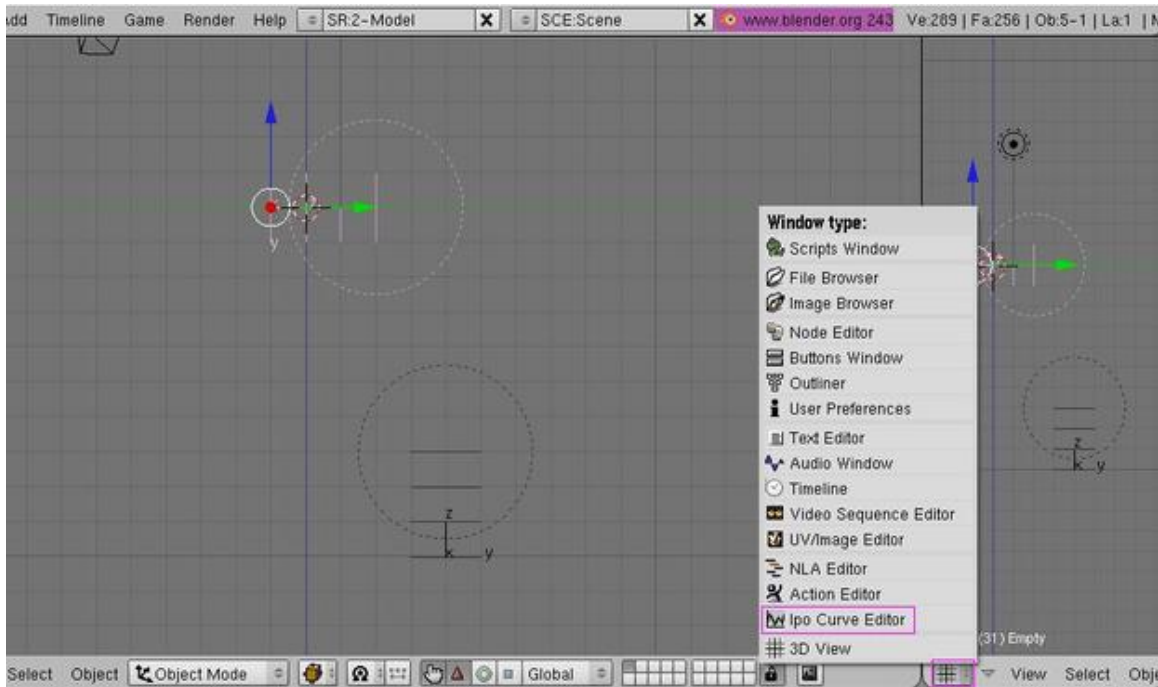 Timeline Game Render Help SR:2-Model X SCE:Scene X www.blender.org 243 Ve:289 | Fa:256 | Ob:5-1 | La:1 |
y
z
k y
z
k y
Window type:
Scripts Window
File Browser
Image Browser
Node Editor
Buttons Window
Outliner
User Preferences
Text Editor
Audio Window
Timeline
Video Sequence Editor
UV/Image Editor
NLA Editor
Action Editor
Ipo Curve Editor
3D View
(31) Empty
Select Object Object Mode Global View Select